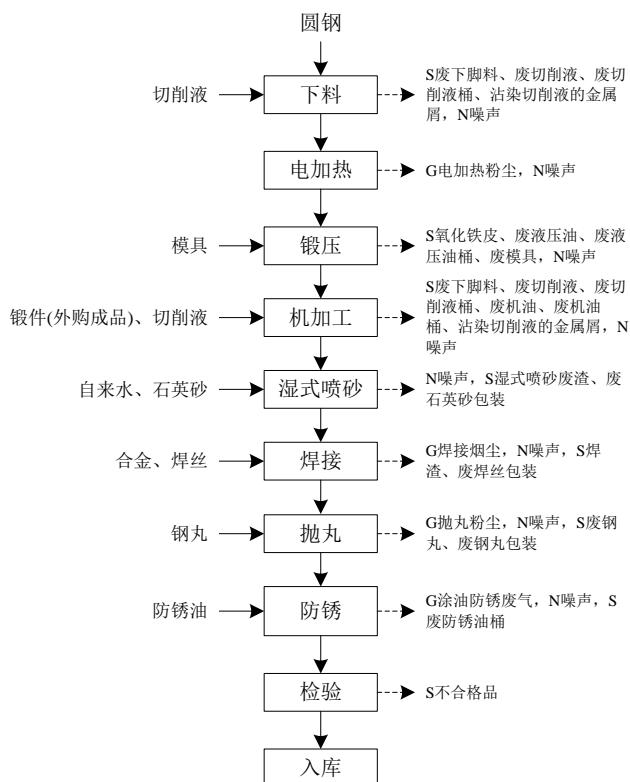 圆钢
切削液
下料
S废下脚料、废切削液、废切
削液桶、沾染切削液的金属
屑，N噪声
电加热
G电加热粉尘，N噪声
模具
锻压
S氧化铁皮、废液压油、废液
压油桶、废模具，N噪声
锻件(外购成品)、切削液
机加工
S废下脚料、废切削液、废切
削液桶、废机油、废机油
桶、沾染切削液的金属屑，N
噪声
自来水、石英砂
湿式喷砂
N噪声，S湿式喷砂废渣、废
石英砂包装
合金、焊丝
焊接
G焊接烟尘，N噪声，S焊
渣、废焊丝包装
钢丸
抛丸
G抛丸粉尘，N噪声，S废钢
丸、废钢丸包装
防锈油
防锈
G涂油防锈废气，N噪声，S
废防锈油桶
检验
S不合格品
入库